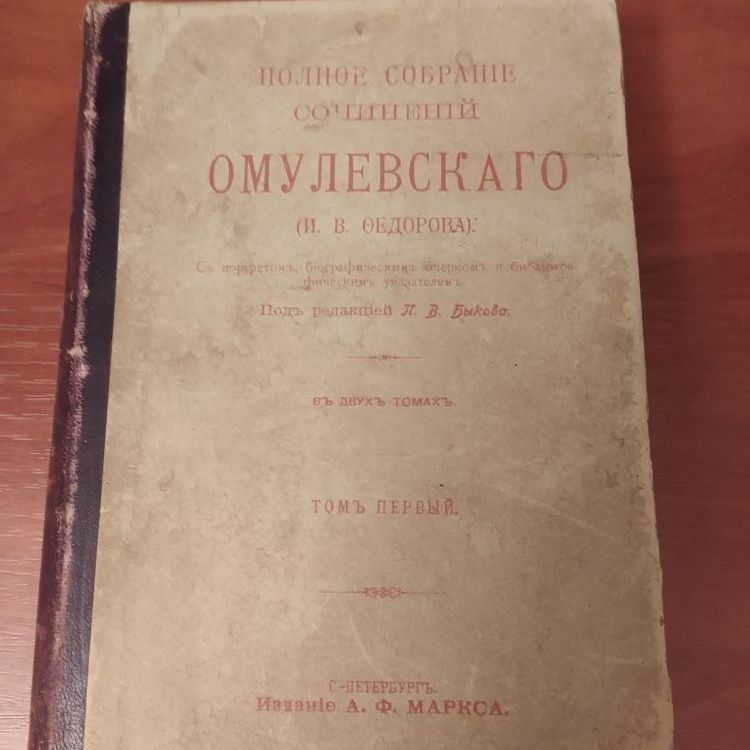 ПОЛНОЕ СОБРАНІЕ
СОЧИНЕНІЙ
ОМУЛЕВСКАГО
(И. В. ѲЕДОРОВА).
Съ портретомъ, біографическимъ очеркомъ и библіогра
фическимъ указателемъ
Подъ редакціей П. В. Быкова.
ВЪ ДВУХЪ ТОМАХЪ.
ТОМЪ ПЕРВЫЙ.
С-ПЕТЕРБУРГЪ.
Изданіе А. Ф. МАРКСА.